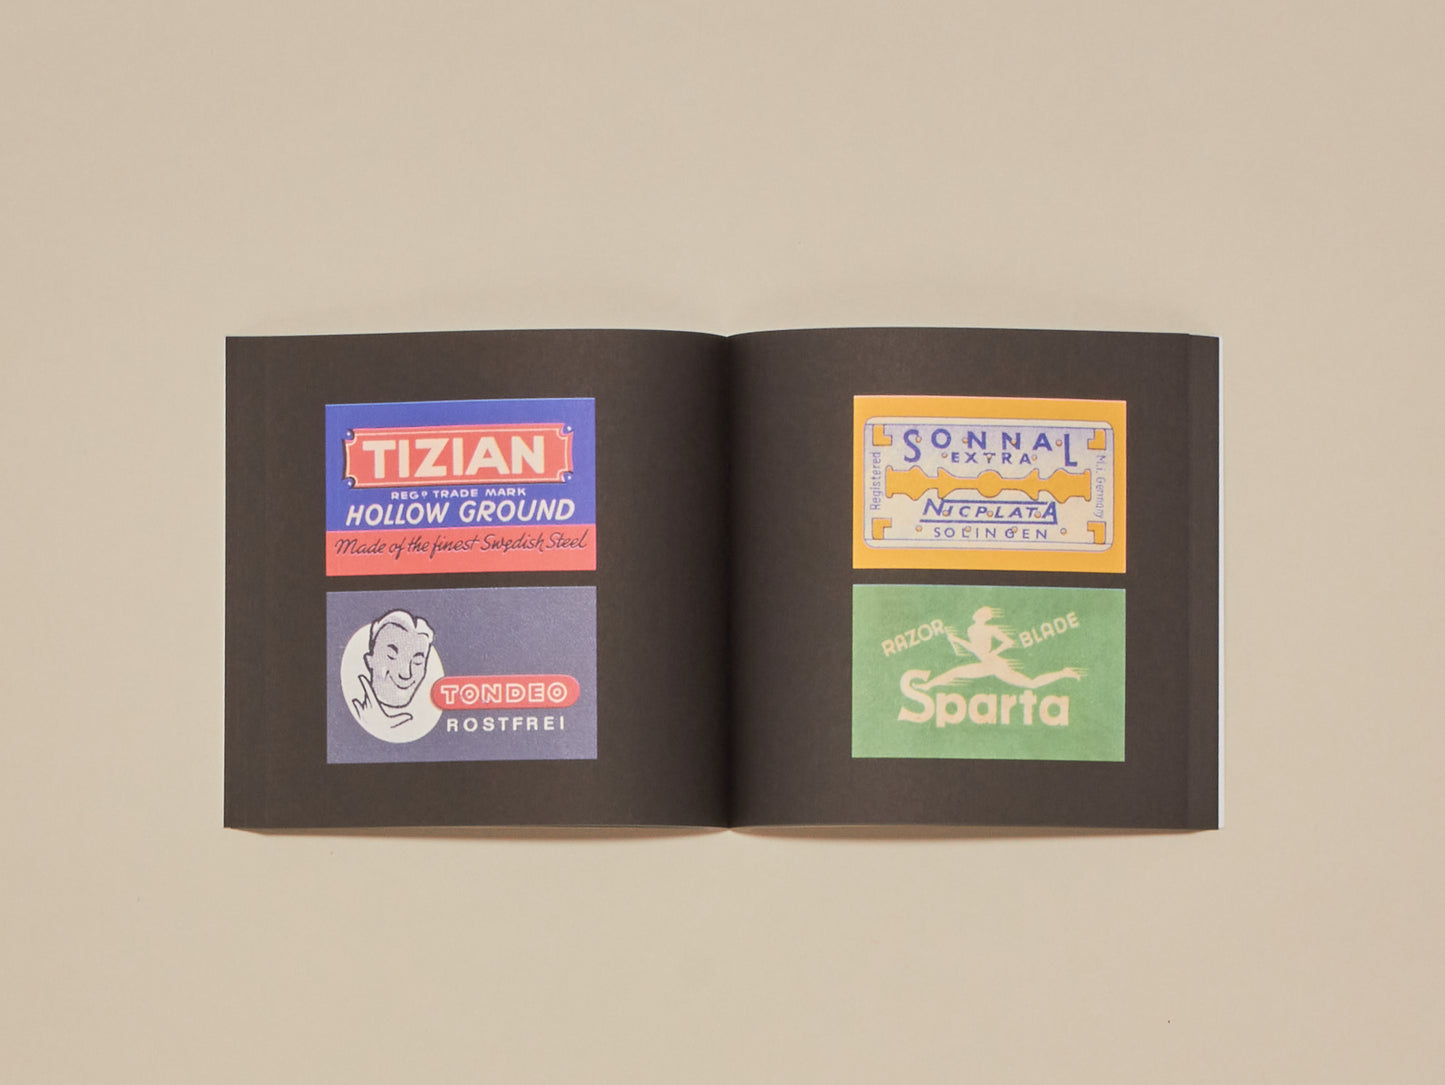 TIZIAN
REGD TRADE MARK
HOLLOW GROUND
Made of the finest Swedish Steel
TONDEO
ROSTFREI
SONNAL
EXTRA
Registered
M.i. Germany
NICPLATA
SOLINGEN
RAZOR BLADE
Sparta